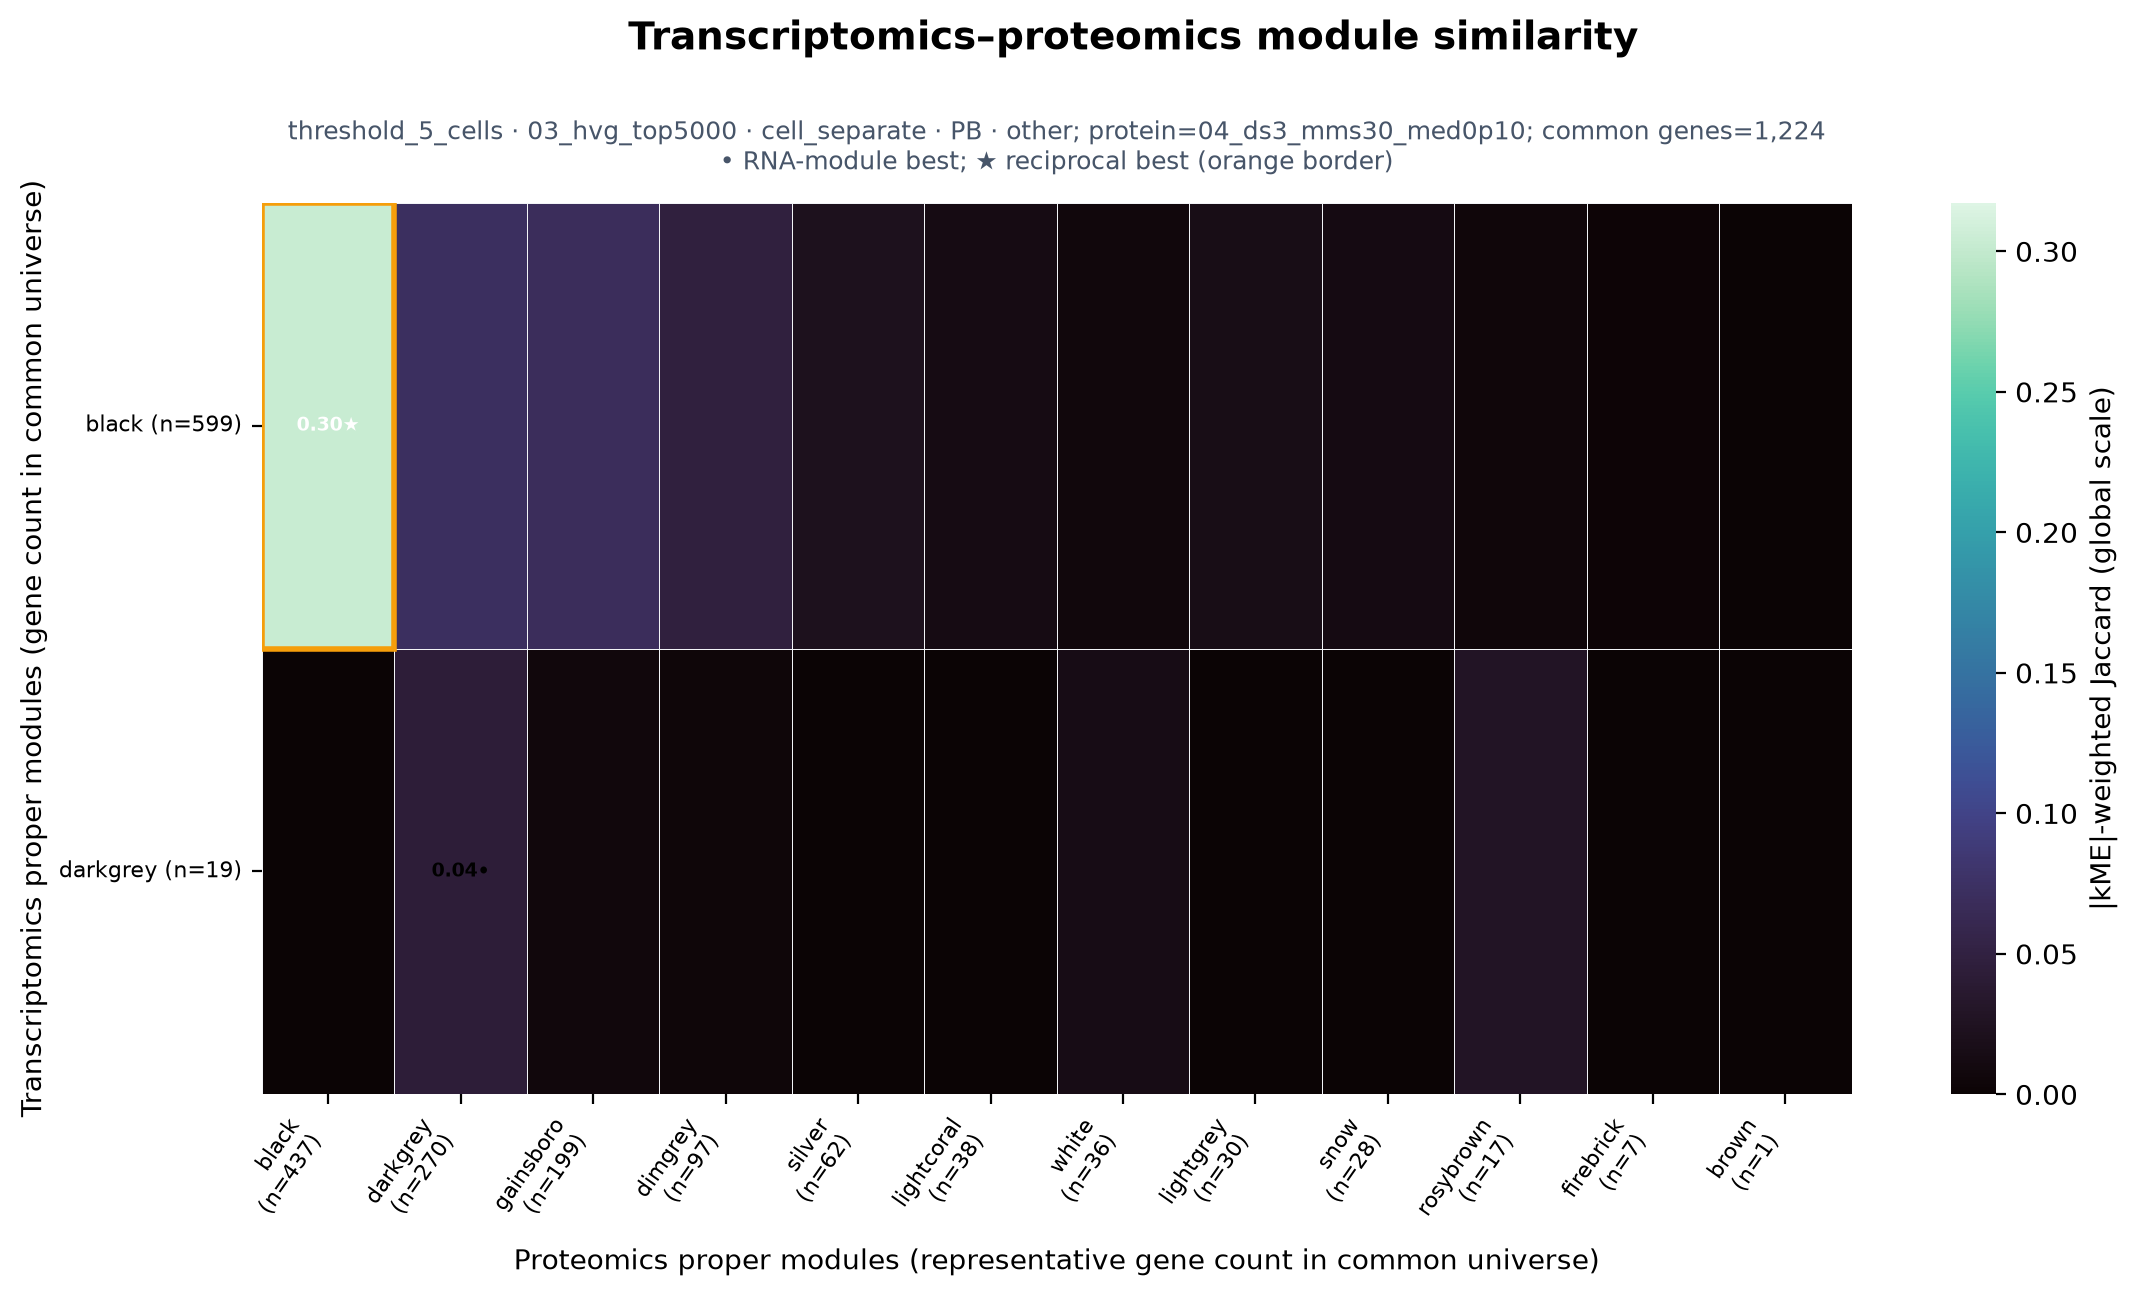 Transcriptomics–proteomics module similarity
threshold_5_cells · 03_hvg_top5000 · cell_separate · PB · other; protein=04_ds3_mms30_med0p10; common genes=1,224
• RNA-module best; ★ reciprocal best (orange border)
Transcriptomics proper modules (gene count in common universe)
black (n=599)
darkgrey (n=19)
0.30★
0.04•
black
(n=437)
darkgrey
(n=270)
gainsboro
(n=199)
dimgrey
(n=97)
silver
(n=62)
lightcoral
(n=38)
white
(n=36)
lightgrey
(n=30)
snow
(n=28)
rosybrown
(n=17)
firebrick
(n=7)
brown
(n=1)
Proteomics proper modules (representative gene count in common universe)
0.30
0.25
0.20
0.15
0.10
0.05
0.00
|kME|-weighted Jaccard (global scale)